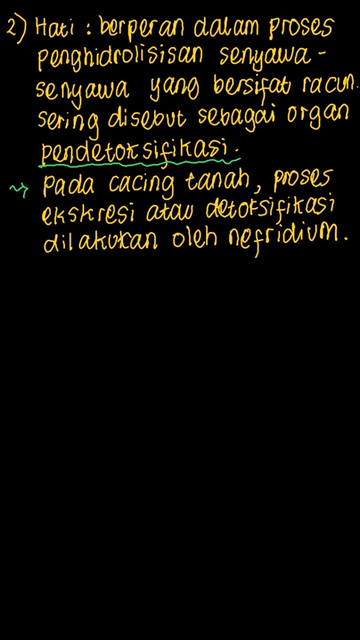 2) Hati : berperan dalam proses
penghidrolisisan senyawa -
senyawa yang bersifat racun.
sering disebut sebagai organ
pendetoksifikasi.
→ Pada cacing tanah, proses
ekskresi atau detoksifikasi
dilakukan oleh nefridium.